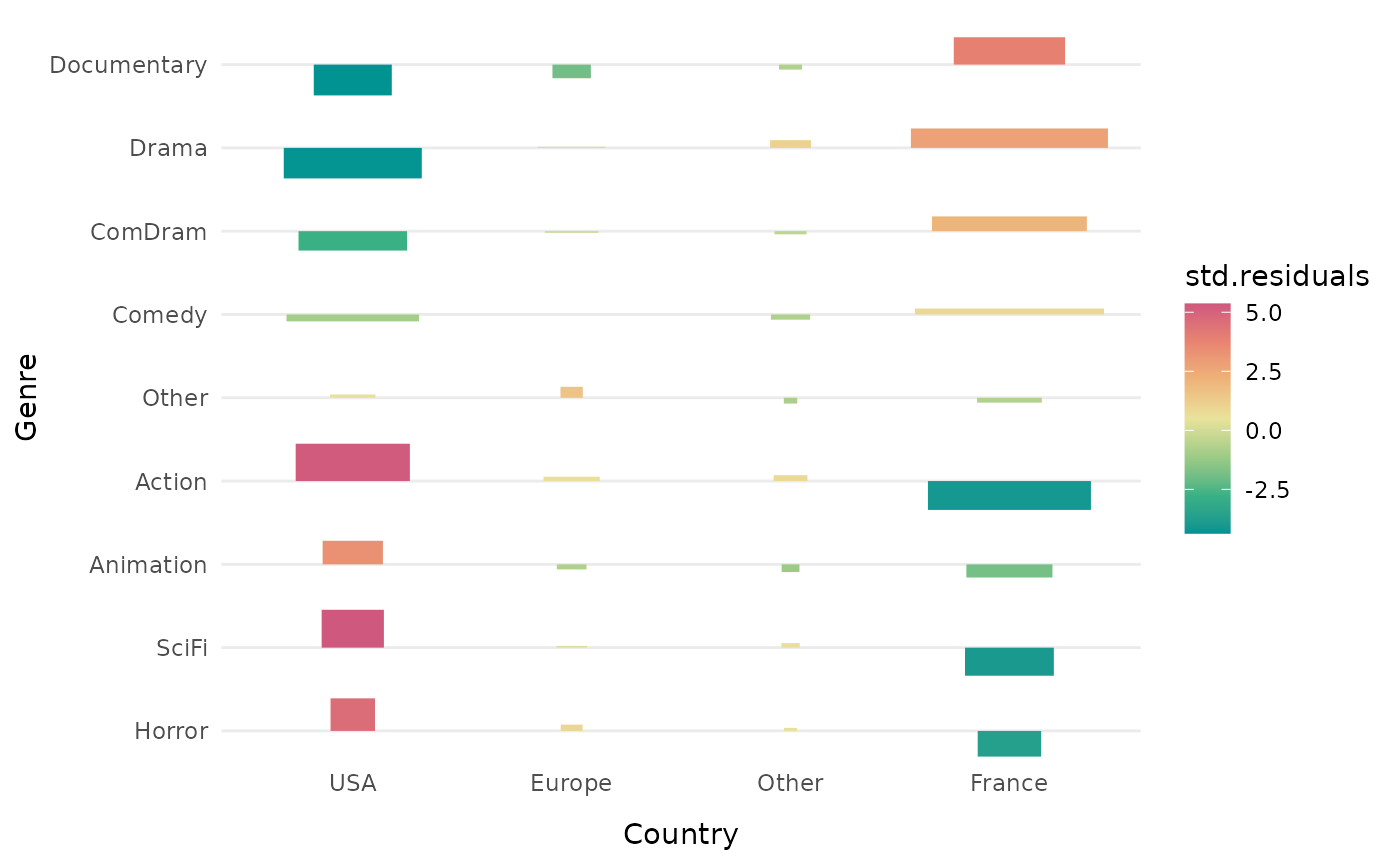 Documentary
Drama
ComDram
Comedy
Other
Action
Animation
SciFi
Horror
Genre
USA Europe Other France
Country
std.residuals
5.0
2.5
0.0
-2.5